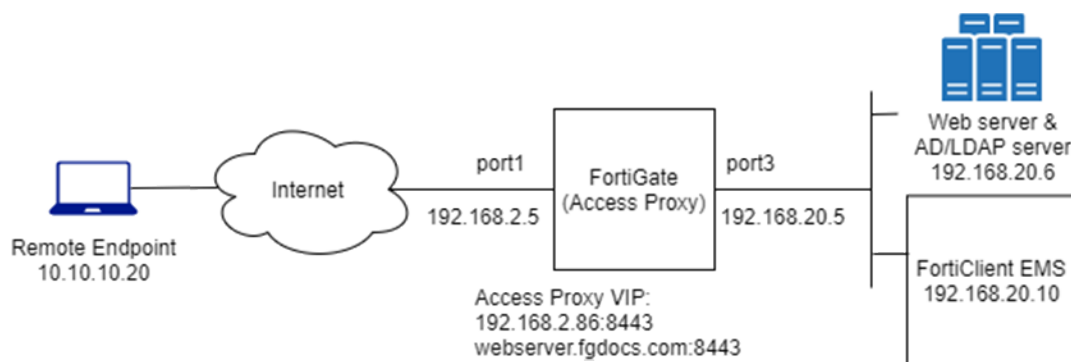 Remote Endpoint
10.10.10.20
Internet
port1
192.168.2.5
FortiGate
(Access Proxy)
port3
192.168.20.5
Access Proxy VIP:
192.168.2.86:8443
webserver.fgdocs.com:8443
Web server &
AD/LDAP server
192.168.20.6
FortiClient EMS
192.168.20.10